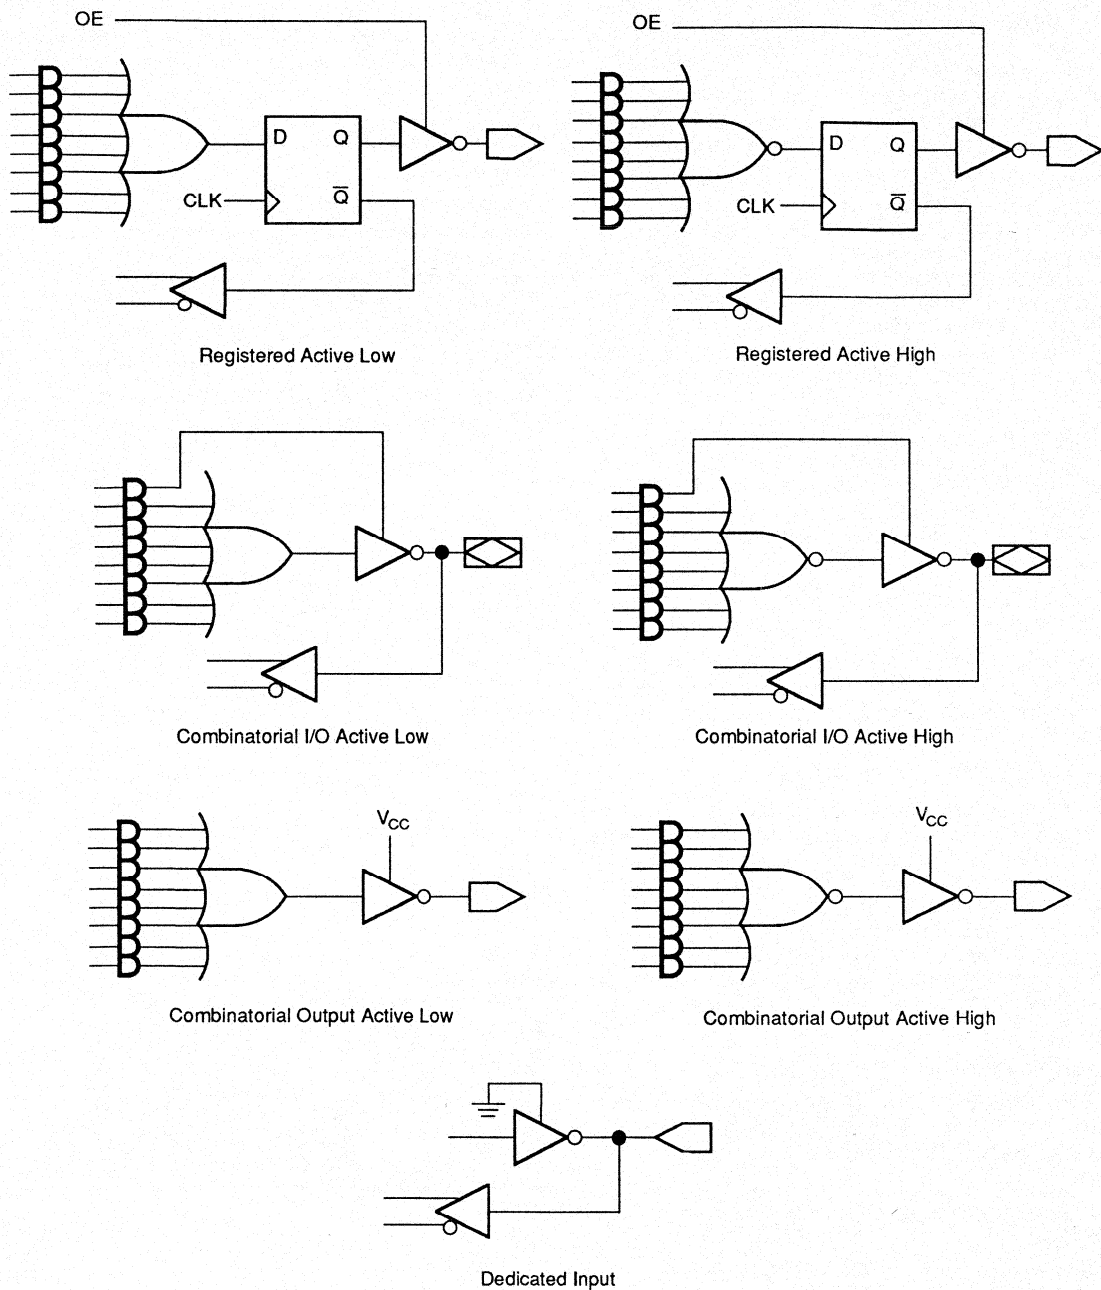 OE
OE
D Q
CLK Q̅
D Q
CLK Q̅
Registered Active Low
Registered Active High
Combinatorial I/O Active Low
Combinatorial I/O Active High
VCC
VCC
Combinatorial Output Active Low
Combinatorial Output Active High
Dedicated Input